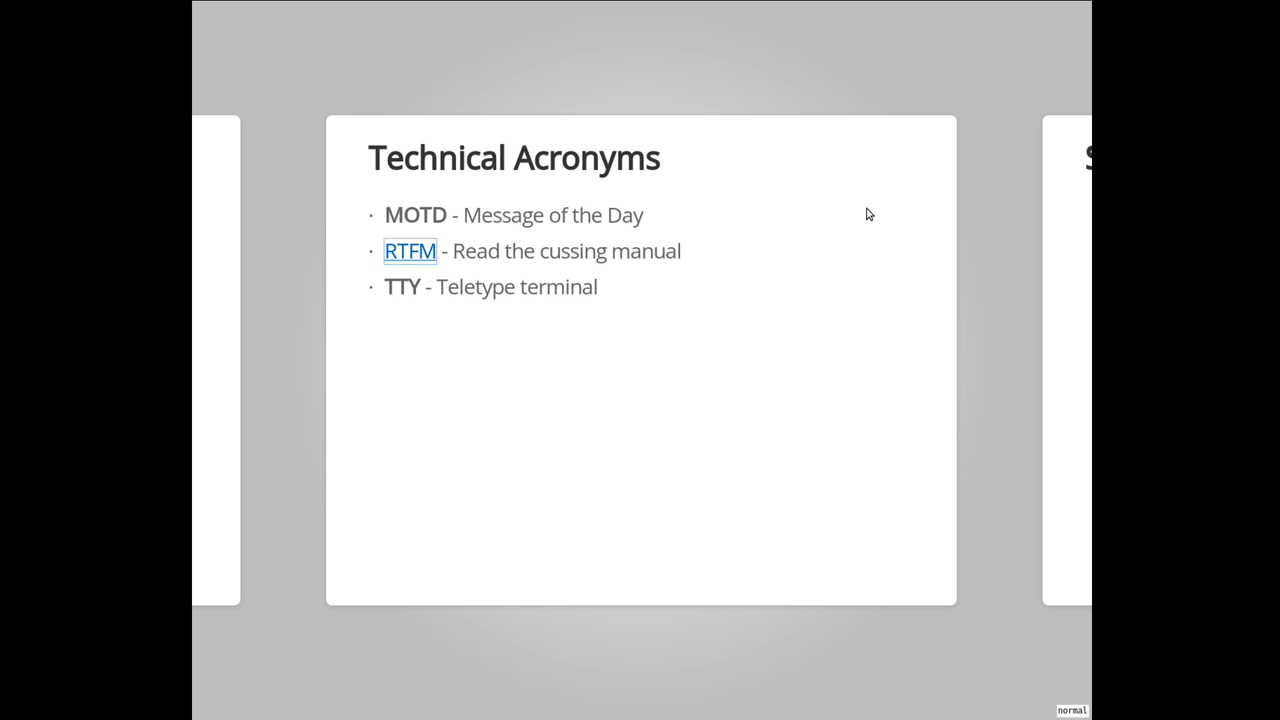 Technical Acronyms
· MOTD - Message of the Day
· RTFM - Read the cussing manual
· TTY - Teletype terminal
normal